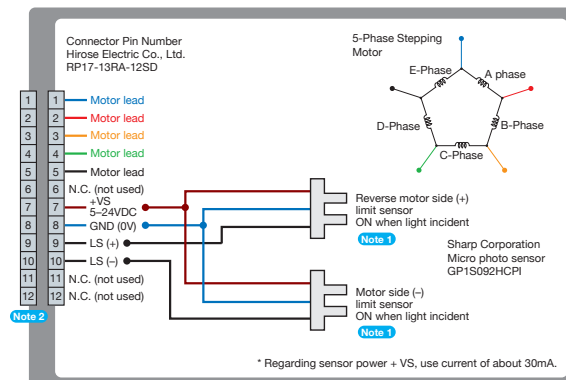 Connector Pin Number
Hirose Electric Co., Ltd.
RP17-13RA-12SD
5-Phase Stepping
Motor
E-Phase
A phase
D-Phase
B-Phase
C-Phase
1 1 Motor lead
2 2 Motor lead
3 3 Motor lead
4 4 Motor lead
5 5 Motor lead
6 6 N.C. (not used)
7 7 +VS
5–24VDC
8 8 GND (0V)
9 9 LS (+)
10 10 LS (–)
11 11 N.C. (not used)
12 12 N.C. (not used)
Note 2
Reverse motor side (+)
limit sensor
ON when light incident
Note 1
Sharp Corporation
Micro photo sensor
GP1S092HCPI
Motor side (–)
limit sensor
ON when light incident
Note 1
* Regarding sensor power + VS, use current of about 30mA.